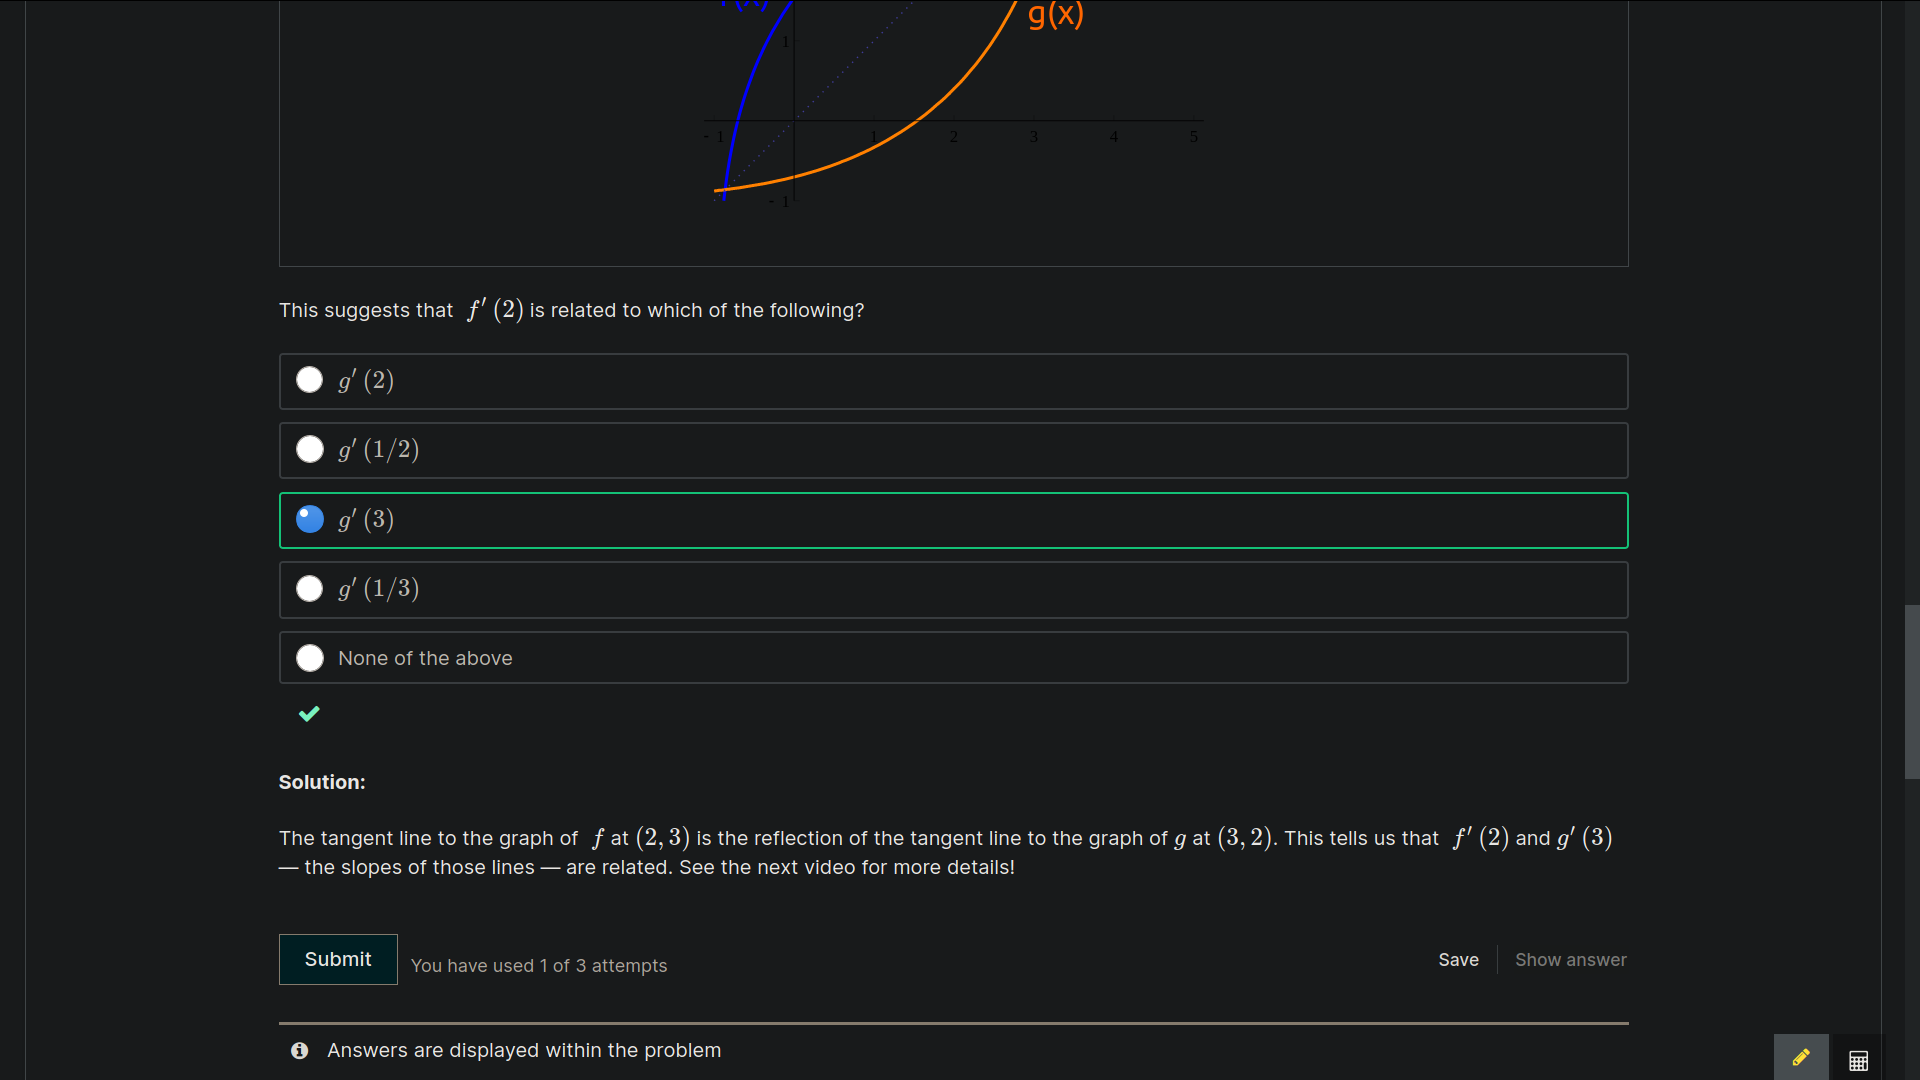 g(x)
1
- 1
1
2
3
4
5
- 1
This suggests that f′ (2) is related to which of the following?
g′ (2)
g′ (1/2)
g′ (3)
g′ (1/3)
None of the above
Solution:
The tangent line to the graph of f at (2, 3) is the reflection of the tangent line to the graph of g at (3, 2). This tells us that f′ (2) and g′ (3)
— the slopes of those lines — are related. See the next video for more details!
Submit
You have used 1 of 3 attempts
Save
Show answer
Answers are displayed within the problem